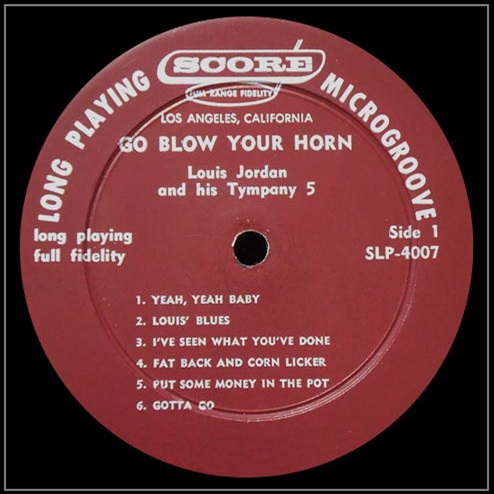 SCORE
FULL RANGE FIDELITY
LOS ANGELES, CALIFORNIA
LONG PLAYING
MICROGROOVE
GO BLOW YOUR HORN
Louis Jordan
and his Tympany 5
long playing
full fidelity
Side 1
SLP-4007
1. YEAH, YEAH BABY
2. LOUIS' BLUES
3. I'VE SEEN WHAT YOU'VE DONE
4. FAT BACK AND CORN LICKER
5. PUT SOME MONEY IN THE POT
6. GOTTA GO